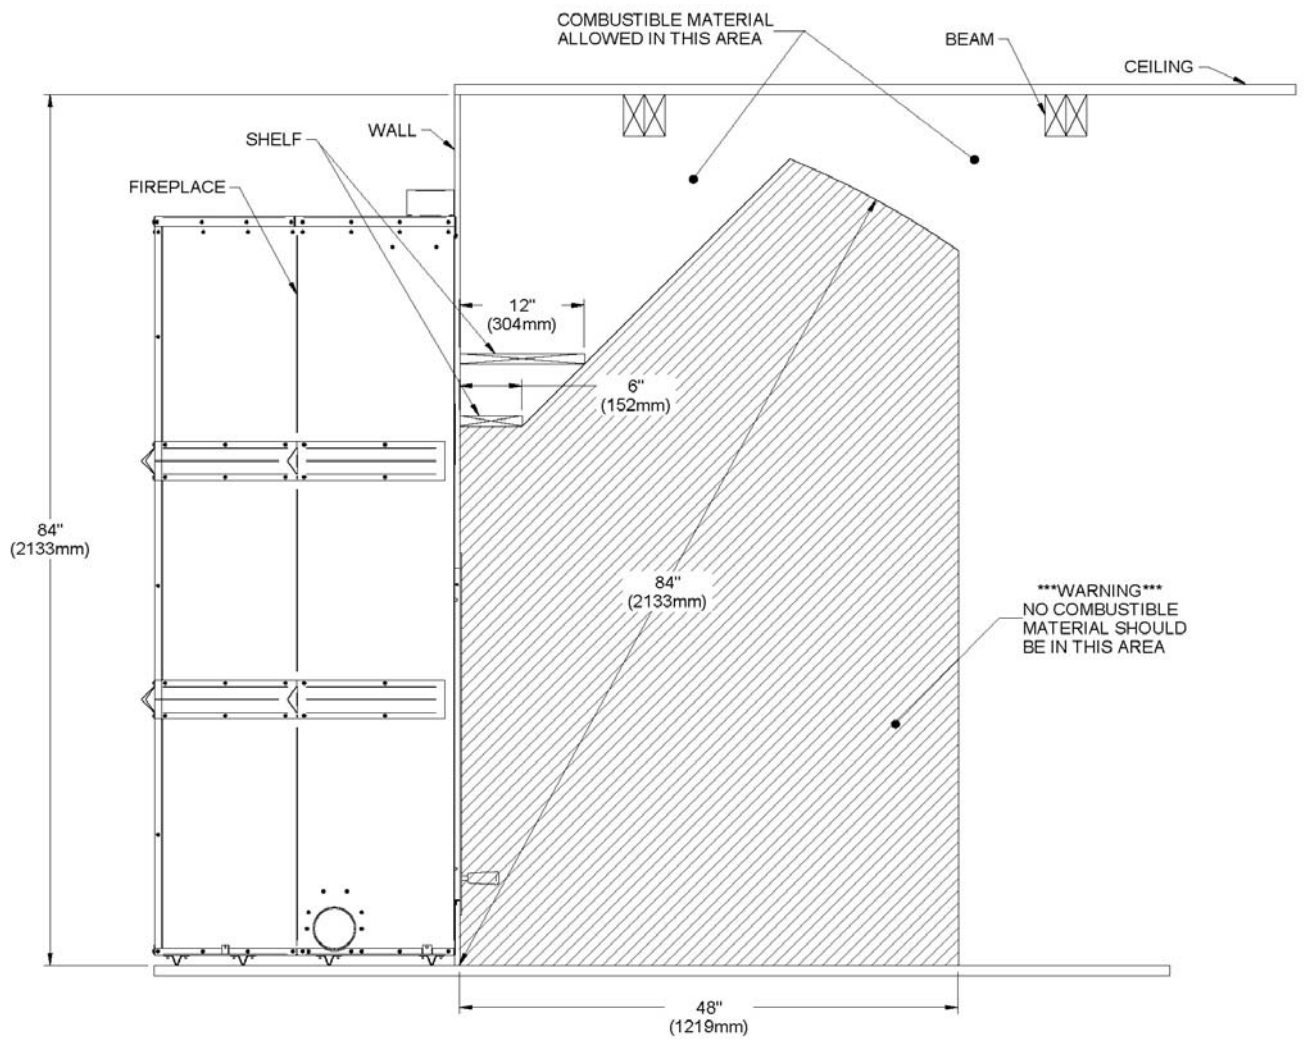 COMBUSTIBLE MATERIAL
ALLOWED IN THIS AREA
BEAM
CEILING
WALL
SHELF
FIREPLACE
12"
(304mm)
6"
(152mm)
84"
(2133mm)
84"
(2133mm)
***WARNING***
NO COMBUSTIBLE
MATERIAL SHOULD
BE IN THIS AREA
48"
(1219mm)